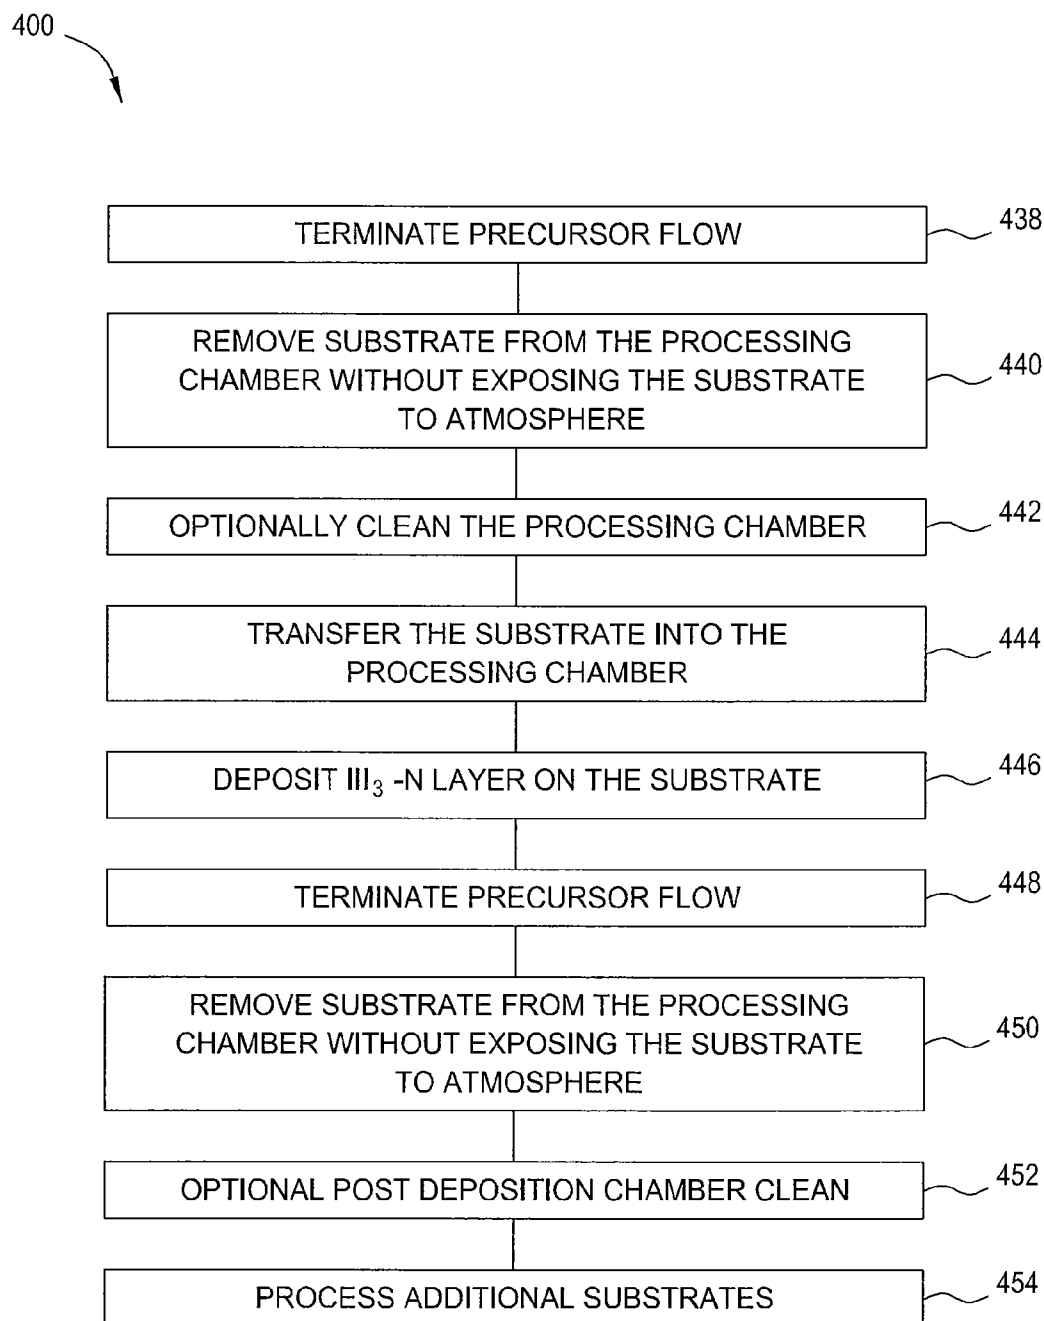 400
TERMINATE PRECURSOR FLOW
438
REMOVE SUBSTRATE FROM THE PROCESSING
CHAMBER WITHOUT EXPOSING THE SUBSTRATE
TO ATMOSPHERE
440
OPTIONALLY CLEAN THE PROCESSING CHAMBER
442
TRANSFER THE SUBSTRATE INTO THE
PROCESSING CHAMBER
444
DEPOSIT III₃ -N LAYER ON THE SUBSTRATE
446
TERMINATE PRECURSOR FLOW
448
REMOVE SUBSTRATE FROM THE PROCESSING
CHAMBER WITHOUT EXPOSING THE SUBSTRATE
TO ATMOSPHERE
450
OPTIONAL POST DEPOSITION CHAMBER CLEAN
452
PROCESS ADDITIONAL SUBSTRATES
454